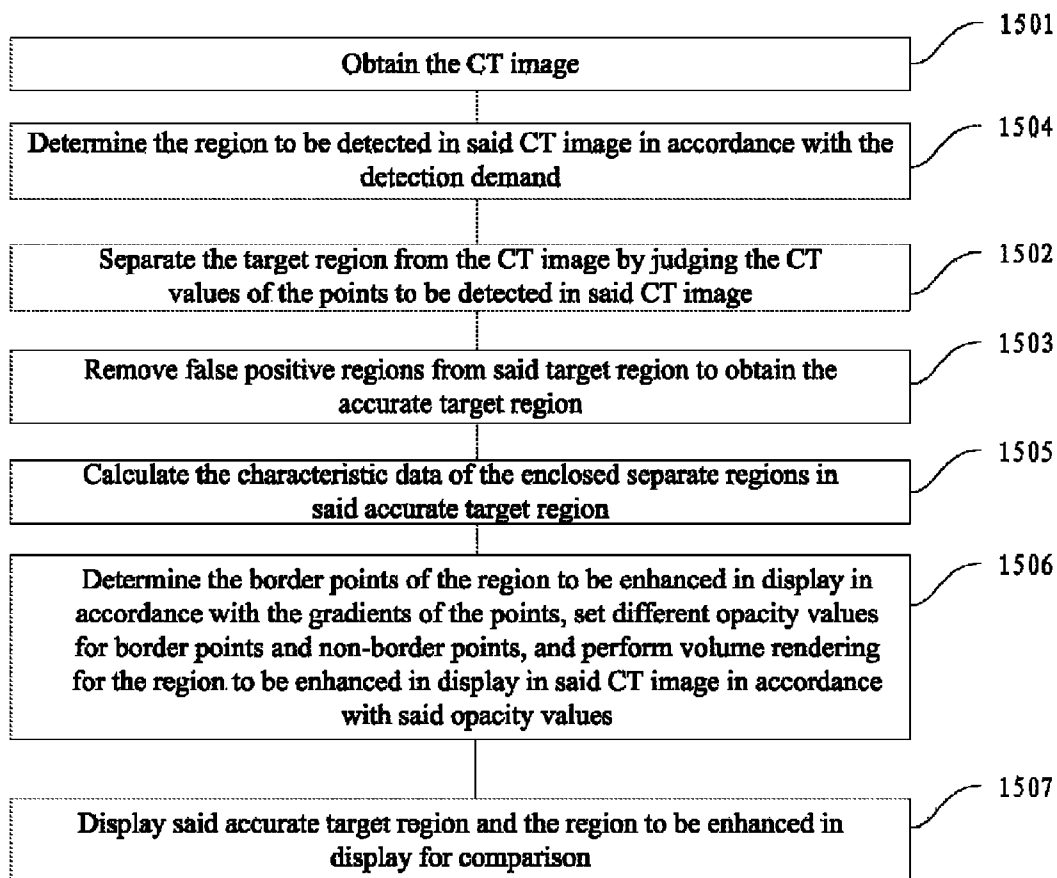 1501
Obtain the CT image
1504
Determine the region to be detected in said CT image in accordance with the
detection demand
1502
Separate the target region from the CT image by judging the CT
values of the points to be detected in said CT image
1503
Remove false positive regions from said target region to obtain the
accurate target region
1505
Calculate the characteristic data of the enclosed separate regions in
said accurate target region
1506
Determine the border points of the region to be enhanced in display in
accordance with the gradients of the points, set different opacity values
for border points and non-border points, and perform volume rendering
for the region to be enhanced in display in said CT image in accordance
with said opacity values
1507
Display said accurate target region and the region to be enhanced in
display for comparison